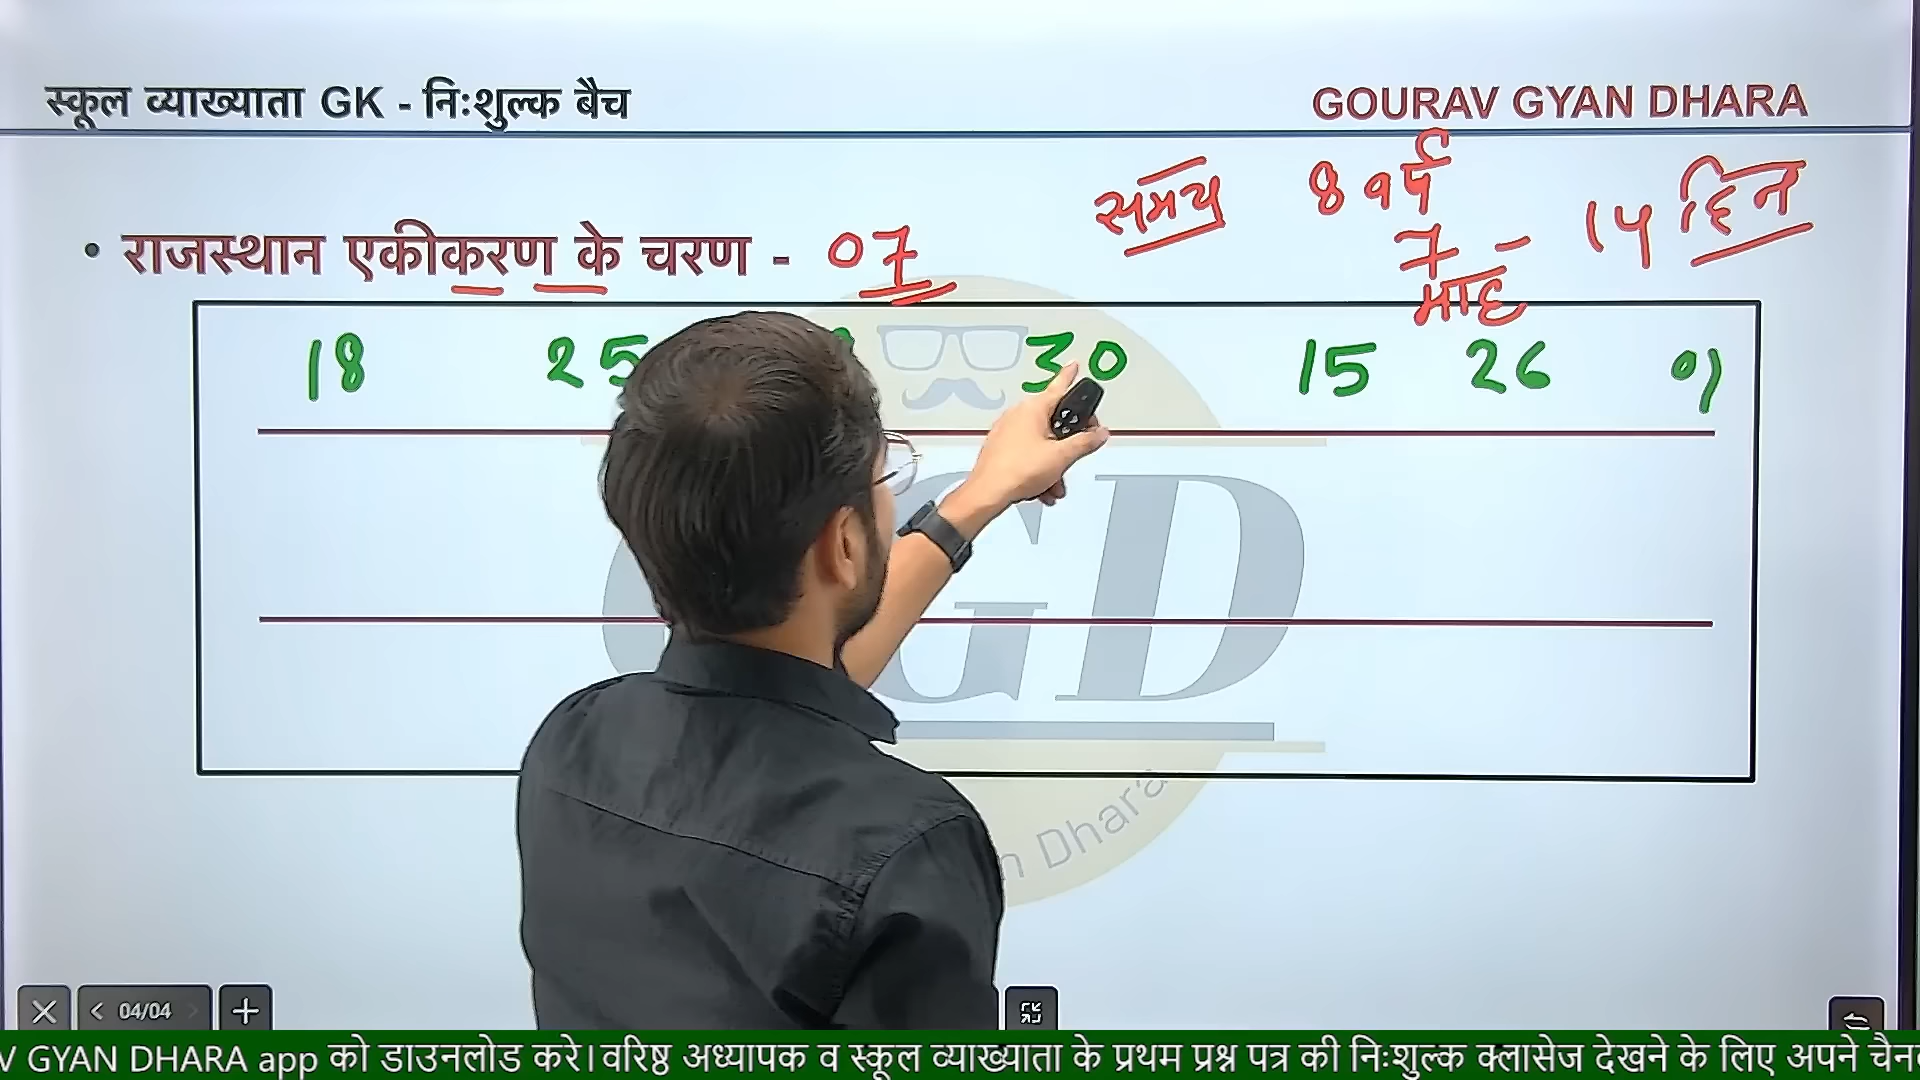 स्कूल व्याख्याता GK - निःशुल्क बैच
GOURAV GYAN DHARA
समय 8 वर्ष 7 माह - 14 दिन
• राजस्थान एकीकरण के चरण - 07
18 25 30 15 26 01
GD
n Dhara
04/04
V GYAN DHARA app को डाउनलोड करे। वरिष्ठ अध्यापक व स्कूल व्याख्याता के प्रथम प्रश्न पत्र की निःशुल्क क्लासेज देखने के लिए अपने चैन